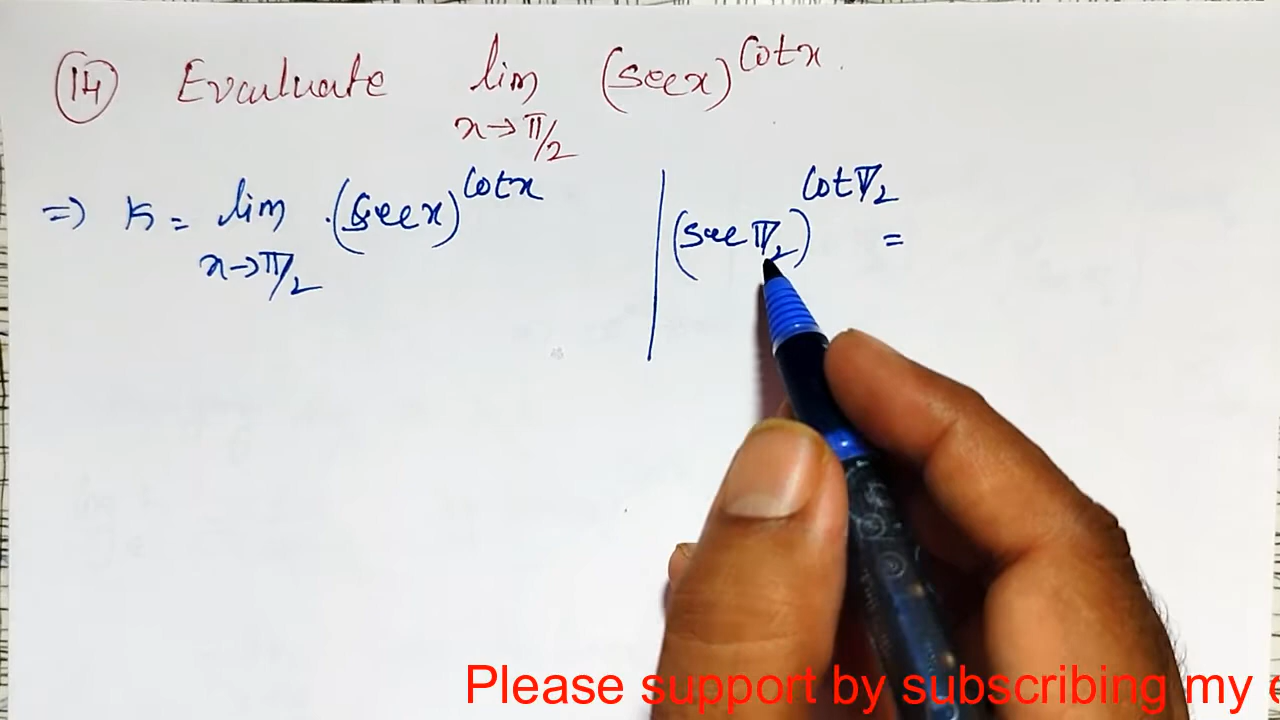 14 Evaluate lim (secx)^cotx.
x→π/2
⇒ K = lim (secx)^cotx
x→π/2
(sec π/2)^cot π/2 =
Please support by subscribing my e